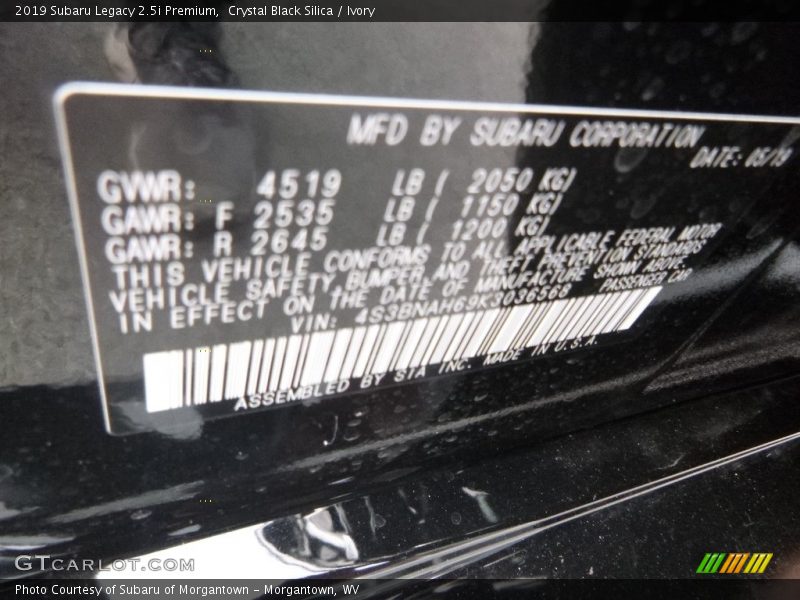 2019 Subaru Legacy 2.5i Premium,  Crystal Black Silica / Ivory
MFD BY SUBARU CORPORATION
DATE: 05/19
GVWR: 4519 LB ( 2050 KG)
GAWR: F 2535 LB ( 1150 KG)
GAWR: R 2645 LB ( 1200 KG)
THIS VEHICLE CONFORMS TO ALL APPLICABLE FEDERAL MOTOR
VEHICLE SAFETY, BUMPER, AND THEFT PREVENTION STANDARDS
IN EFFECT ON THE DATE OF MANUFACTURE SHOWN ABOVE.
VIN: 4S3BNAH69K3036568 PASSENGER CAR
ASSEMBLED BY SIA INC. MADE IN U.S.A.
GTCARLOT.COM
Photo Courtesy of Subaru of Morgantown – Morgantown, WV